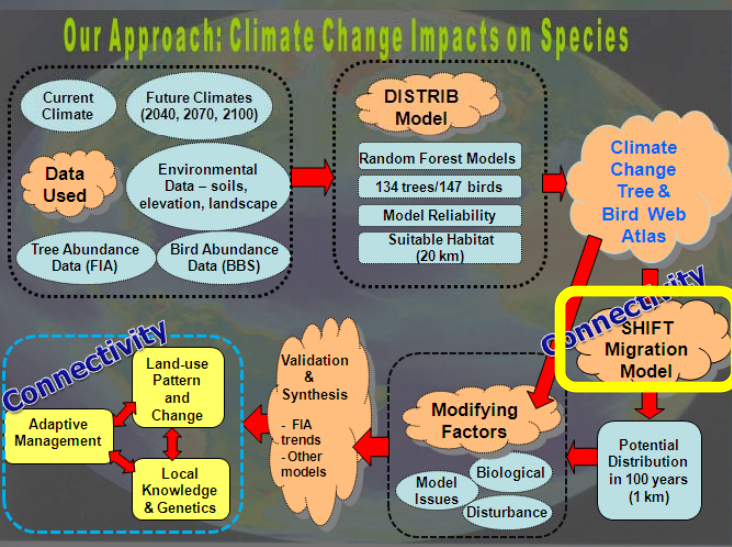 Our Approach: Climate Change Impacts on Species
Current
Climate
Future Climates
(2040, 2070, 2100)
Data
Used
Environmental
Data – soils,
elevation, landscape
Tree Abundance
Data (FIA)
Bird Abundance
Data (BBS)
DISTRIB
Model
Random Forest Models
134 trees/147 birds
Model Reliability
Suitable Habitat
(20 km)
Climate
Change
Tree &
Bird Web
Atlas
Connectivity
SHIFT
Migration
Model
Potential
Distribution
in 100 years
(1 km)
Modifying
Factors
Biological
Model
Issues
Disturbance
Validation
&
Synthesis
- FIA
trends
-Other
models
Connectivity
Land-use
Pattern
and
Change
Adaptive
Management
Local
Knowledge
& Genetics